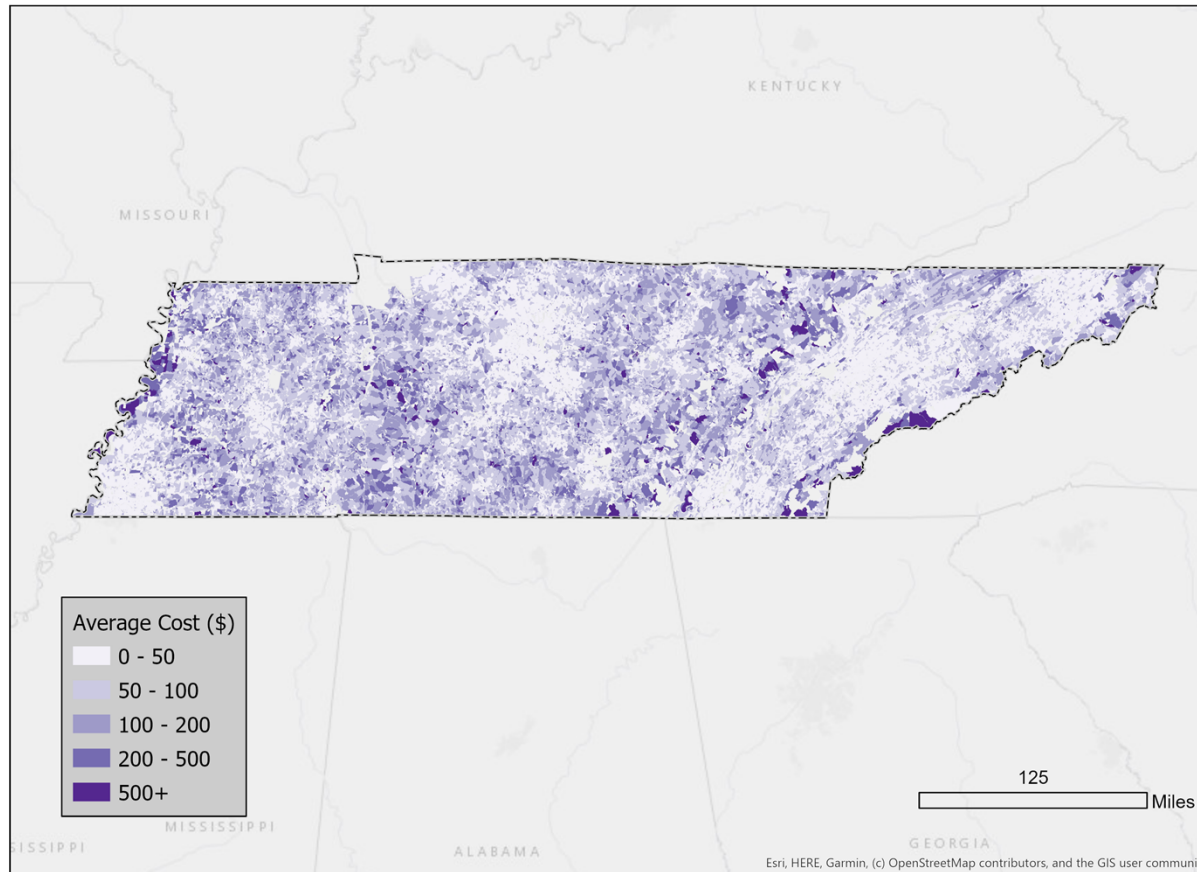 KENTUCKY
MISSOURI
Average Cost ($)
0 - 50
50 - 100
100 - 200
200 - 500
500+
125
Miles
MISSISSIPPI
SISSIPPI
ALABAMA
GEORGIA
Esri, HERE, Garmin, (c) OpenStreetMap contributors, and the GIS user communi